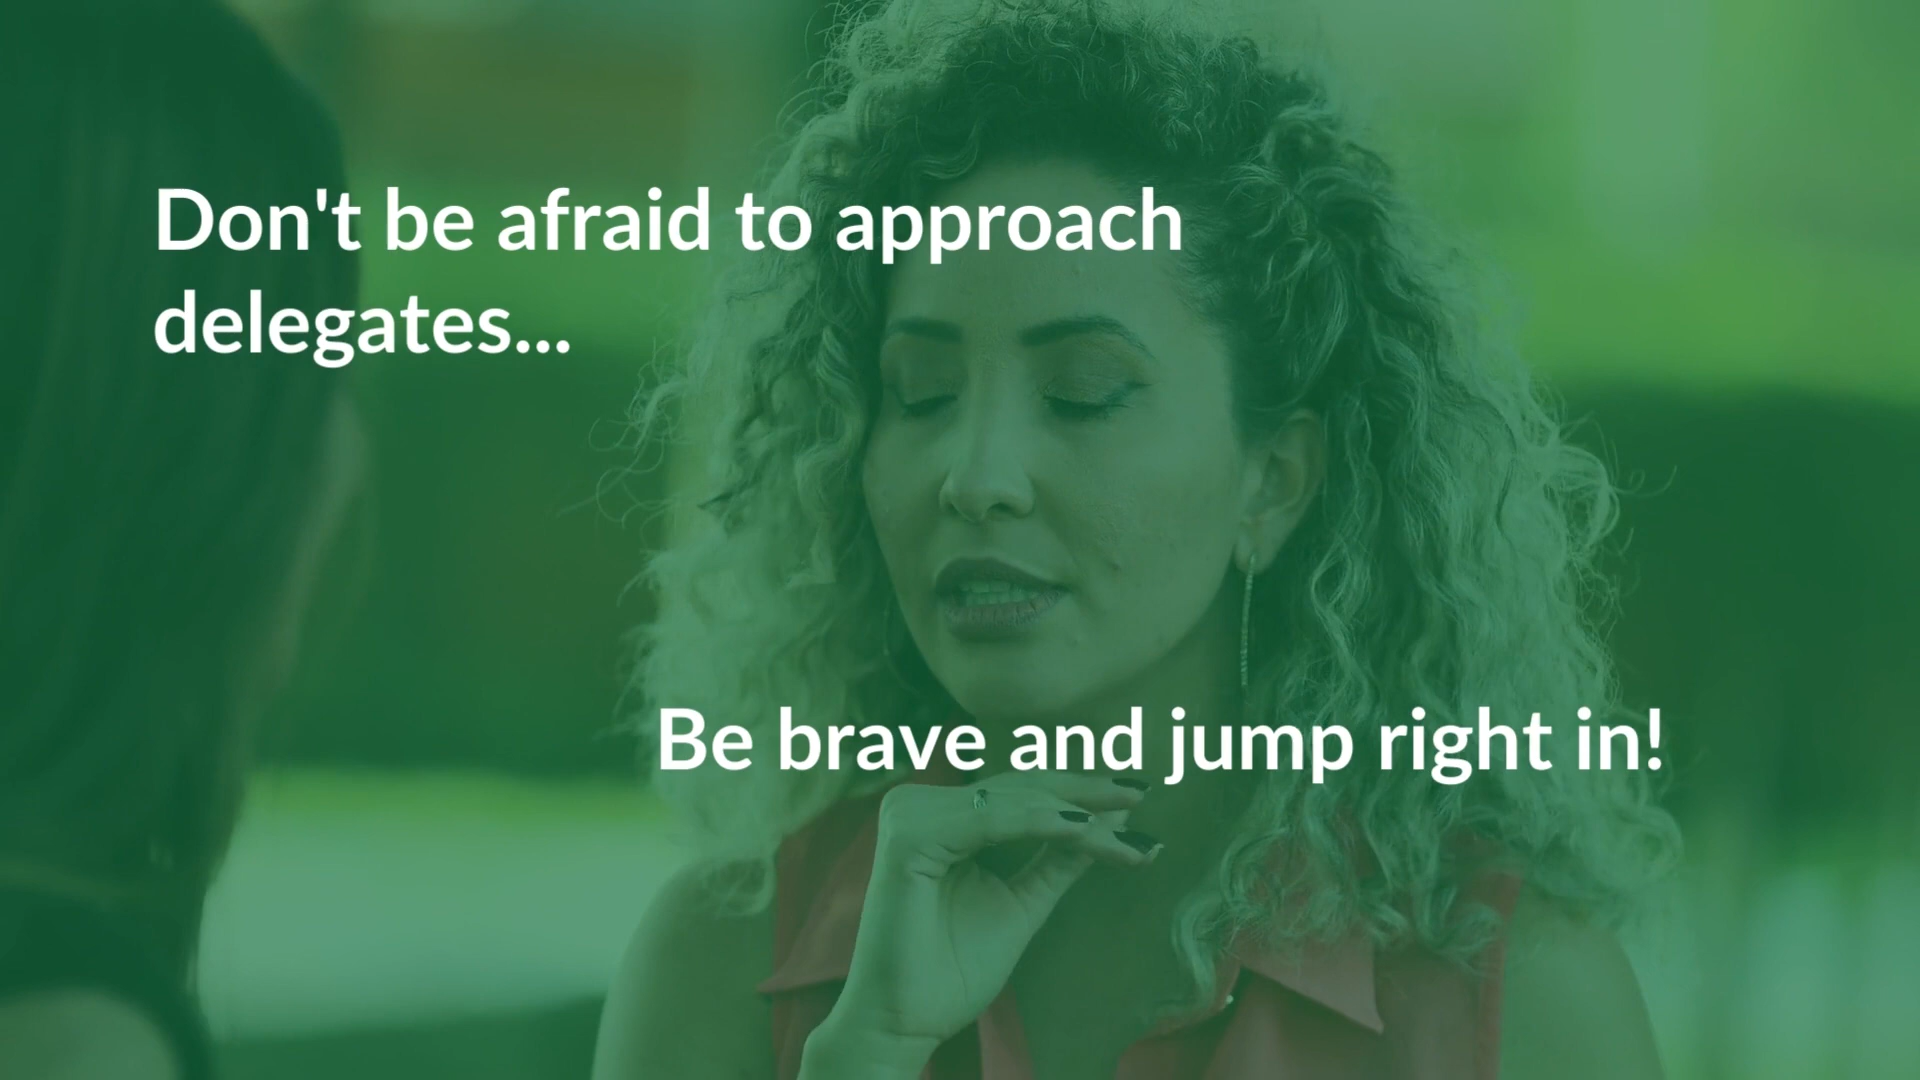 Don't be afraid to approach
delegates...
Be brave and jump right in!